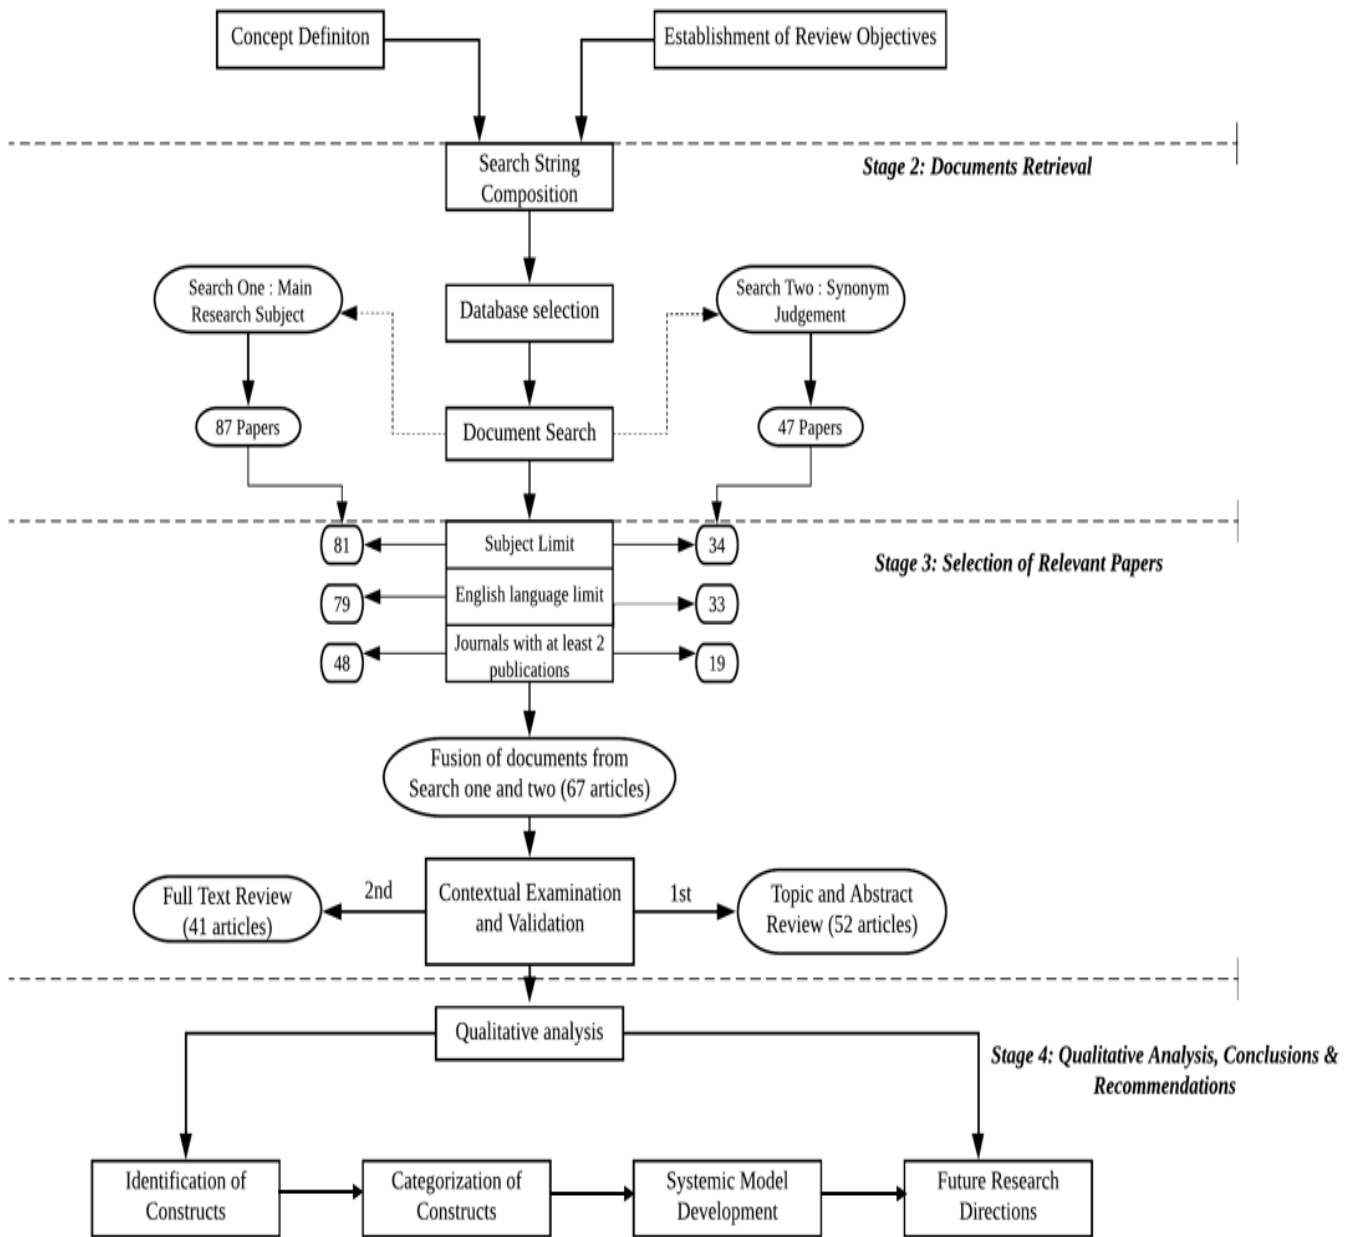 Concept Definiton
Establishment of Review Objectives
Search String
Composition
Stage 2: Documents Retrieval
Search One : Main
Research Subject
Database selection
Search Two : Synonym
Judgement
87 Papers
Document Search
47 Papers
81
Subject Limit
34
Stage 3: Selection of Relevant Papers
79
English language limit
33
48
Journals with at least 2
publications
19
Fusion of documents from
Search one and two (67 articles)
Full Text Review
(41 articles)
2nd
Contextual Examination
and Validation
1st
Topic and Abstract
Review (52 articles)
Qualitative analysis
Stage 4: Qualitative Analysis, Conclusions &
Recommendations
Identification of
Constructs
Categorization of
Constructs
Systemic Model
Development
Future Research
Directions